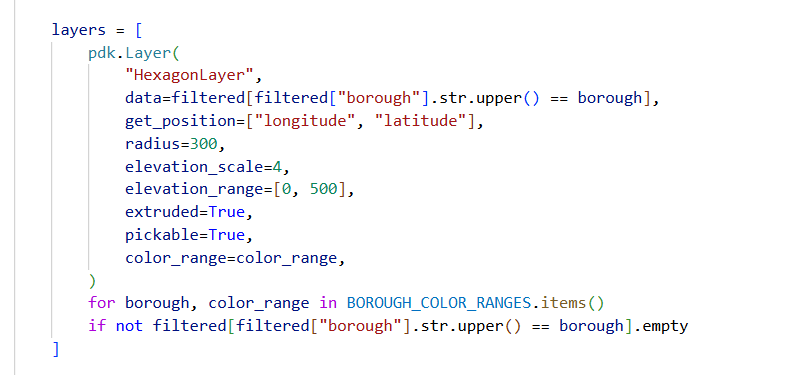 layers = [
pdk.Layer(
"HexagonLayer",
data=filtered[filtered["borough"].str.upper() == borough],
get_position=["longitude", "latitude"],
radius=300,
elevation_scale=4,
elevation_range=[0, 500],
extruded=True,
pickable=True,
color_range=color_range,
)
for borough, color_range in BOROUGH_COLOR_RANGES.items()
if not filtered[filtered["borough"].str.upper() == borough].empty
]